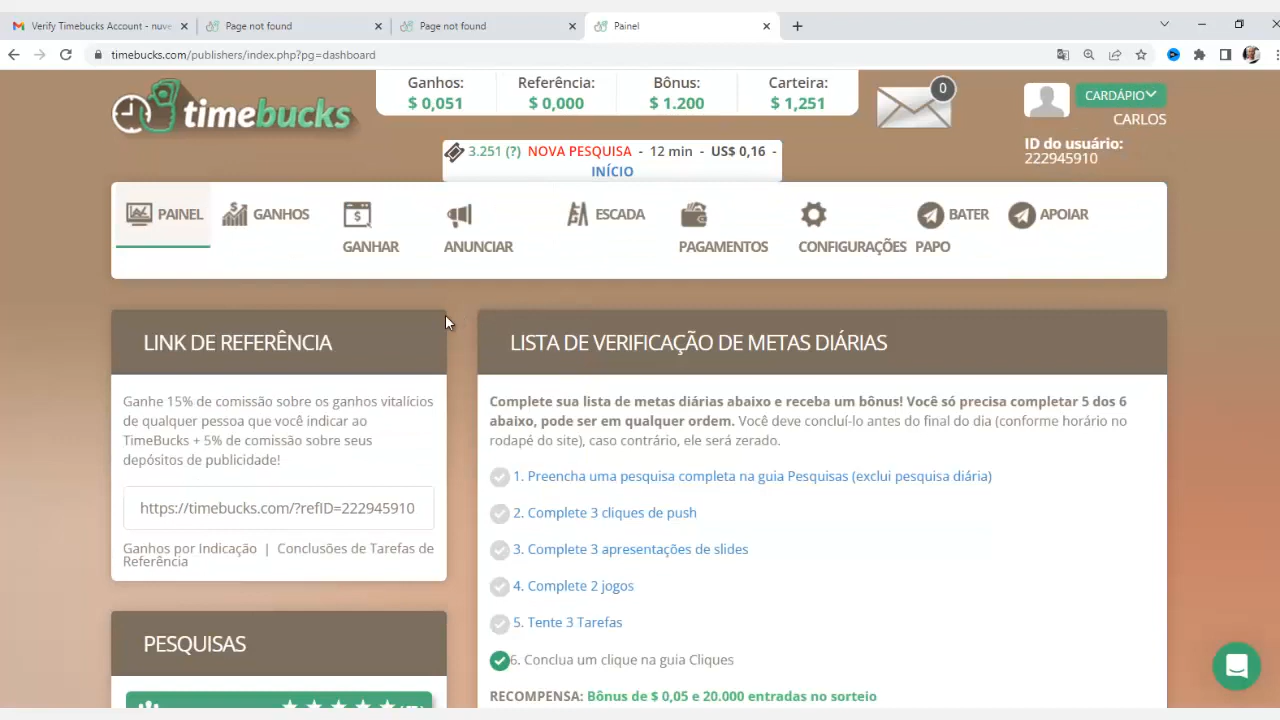 Verify Timebucks Account - nuve
Page not found
Page not found
Painel
timebucks.com/publishers/index.php?pg=dashboard
timebucks
Ganhos:
$ 0,051
Referência:
$ 0,000
Bônus:
$ 1.200
Carteira:
$ 1,251
0
CARDÁPIO
CARLOS
ID do usuário:
222945910
3.251 (?) NOVA PESQUISA - 12 min - US$ 0,16 -
INÍCIO
PAINEL
GANHOS
GANHAR
ANUNCIAR
ESCADA
PAGAMENTOS
CONFIGURAÇÕES
BATER
PAPO
APOIAR
LINK DE REFERÊNCIA
Ganhe 15% de comissão sobre os ganhos vitalícios
de qualquer pessoa que você indicar ao
TimeBucks + 5% de comissão sobre seus
depósitos de publicidade!
https://timebucks.com/?refID=222945910
Ganhos por Indicação | Conclusões de Tarefas de
Referência
PESQUISAS
LISTA DE VERIFICAÇÃO DE METAS DIÁRIAS
Complete sua lista de metas diárias abaixo e receba um bônus! Você só precisa completar 5 dos 6
abaixo, pode ser em qualquer ordem. Você deve concluí-lo antes do final do dia (conforme horário no
rodapé do site), caso contrário, ele será zerado.
1. Preencha uma pesquisa completa na guia Pesquisas (exclui pesquisa diária)
2. Complete 3 cliques de push
3. Complete 3 apresentações de slides
4. Complete 2 jogos
5. Tente 3 Tarefas
6. Conclua um clique na guia Cliques
RECOMPENSA: Bônus de $ 0,05 e 20.000 entradas no sorteio